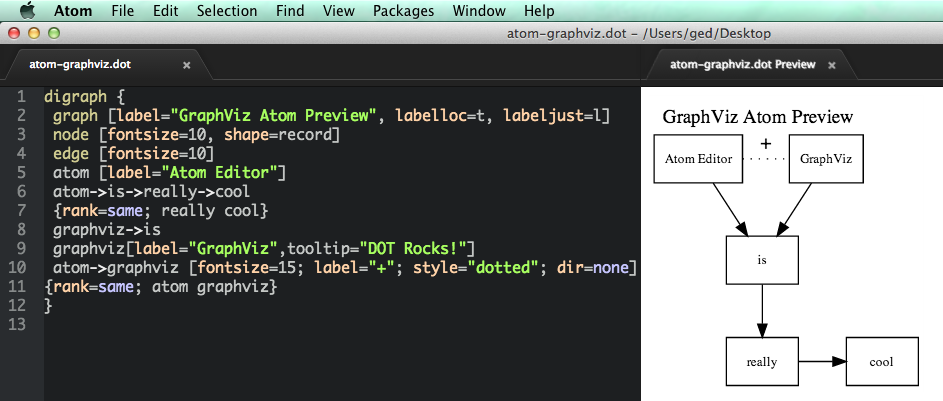 Atom File Edit Selection Find View Packages Window Help
atom-graphviz.dot - /Users/ged/Desktop
atom-graphviz.dot × atom-graphviz.dot Preview ×
1 digraph {
2 graph [label="GraphViz Atom Preview", labelloc=t, labeljust=l]
3 node [fontsize=10, shape=record]
4 edge [fontsize=10]
5 atom [label="Atom Editor"]
6 atom->is->really->cool
7 {rank=same; really cool}
8 graphviz->is
9 graphviz[label="GraphViz",tooltip="DOT Rocks!"]
10 atom->graphviz [fontsize=15; label="+"; style="dotted"; dir=none]
11 {rank=same; atom graphviz}
12 }
13
GraphViz Atom Preview
+
Atom Editor GraphViz
is
really cool